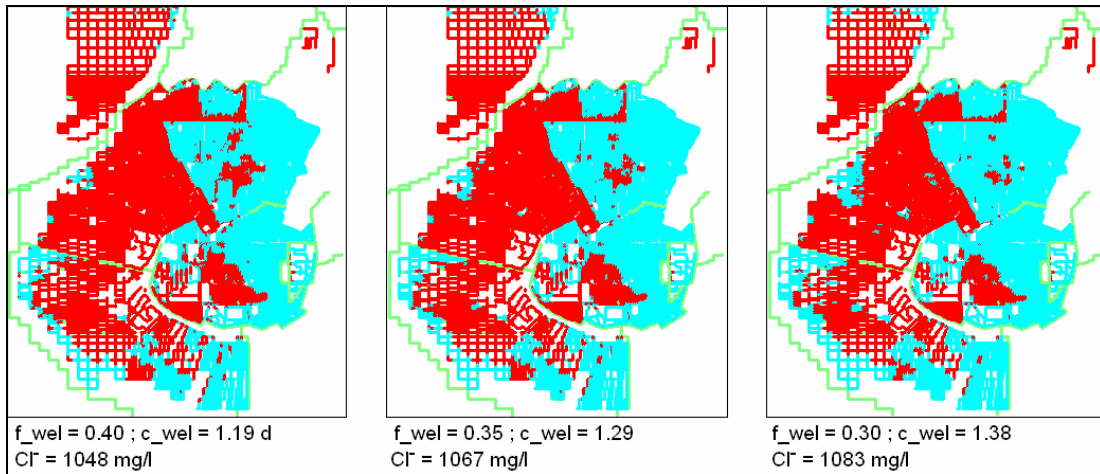 f_wel = 0.40 ; c_wel = 1.19 d
Cl⁻ = 1048 mg/l
f_wel = 0.35 ; c_wel = 1.29
Cl⁻ = 1067 mg/l
f_wel = 0.30 ; c_wel = 1.38
Cl⁻ = 1083 mg/l